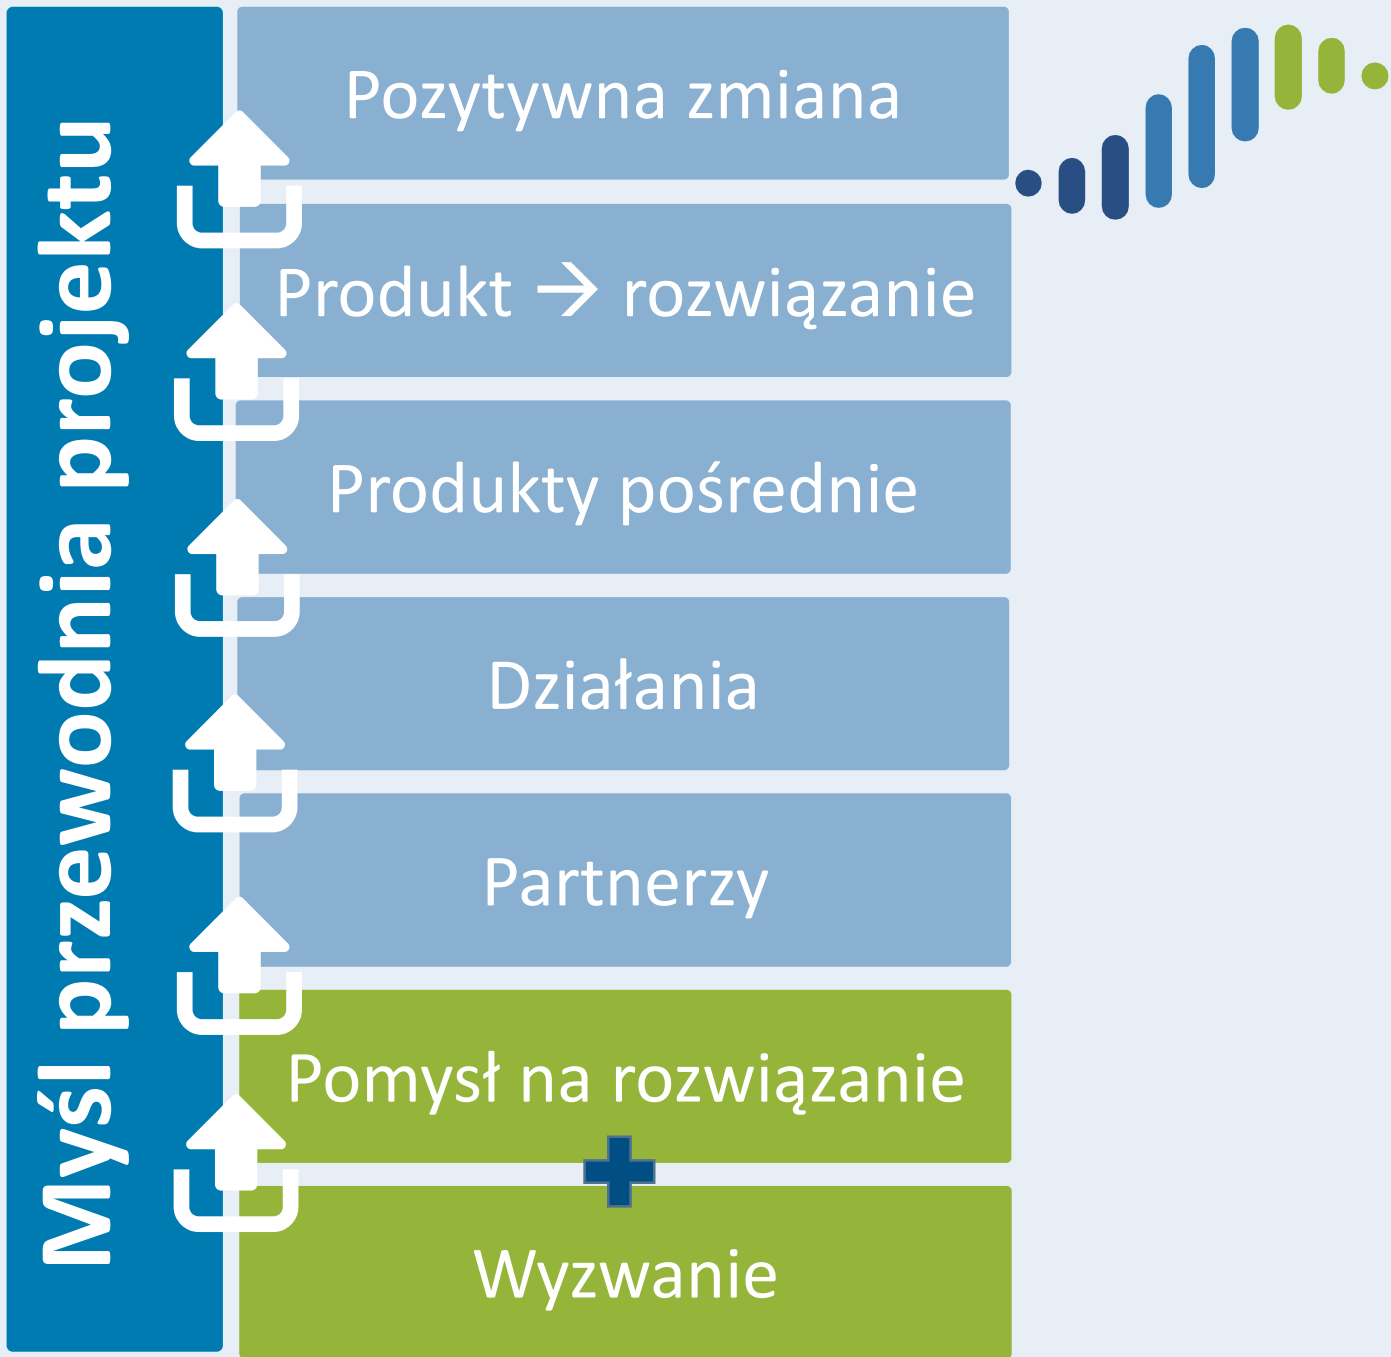 Myśl przewodnia projektu
Pozytywna zmiana
Produkt → rozwiązanie
Produkty pośrednie
Działania
Partnerzy
Pomysł na rozwiązanie
Wyzwanie